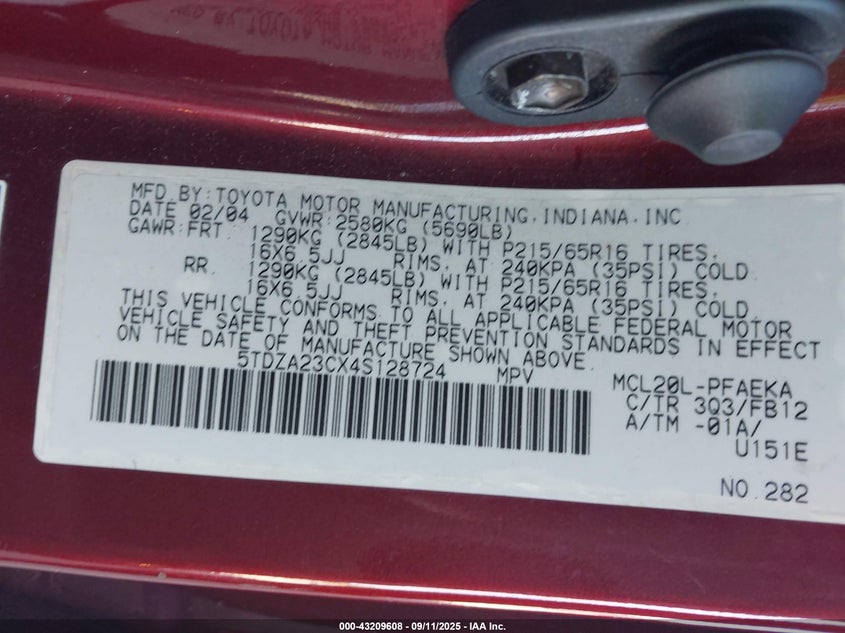 MFD BY:TOYOTA MOTOR MANUFACTURING,INDIANA,INC
DATE 02/04 GVWR:2580KG (5690LB)
GAWR:FRT 1290KG (2845LB) WITH P215/65R16 TIRES,
16X6.5JJ RIMS, AT 240KPA (35PSI) COLD
RR 1290KG (2845LB) WITH P215/65R16 TIRES,
16X6.5JJ RIMS, AT 240KPA (35PSI) COLD
THIS VEHICLE CONFORMS TO ALL APPLICABLE FEDERAL MOTOR
VEHICLE SAFETY AND THEFT PREVENTION STANDARDS IN EFFECT
ON THE DATE OF MANUFACTURE SHOWN ABOVE.
5TDZA23CX4S128724 MPV
MCL20L-PFAEKA
C/TR 3Q3/FB12
A/TM -01A/
U151E
NO.282
000-43209608 - 09/11/2025 - IAA Inc.